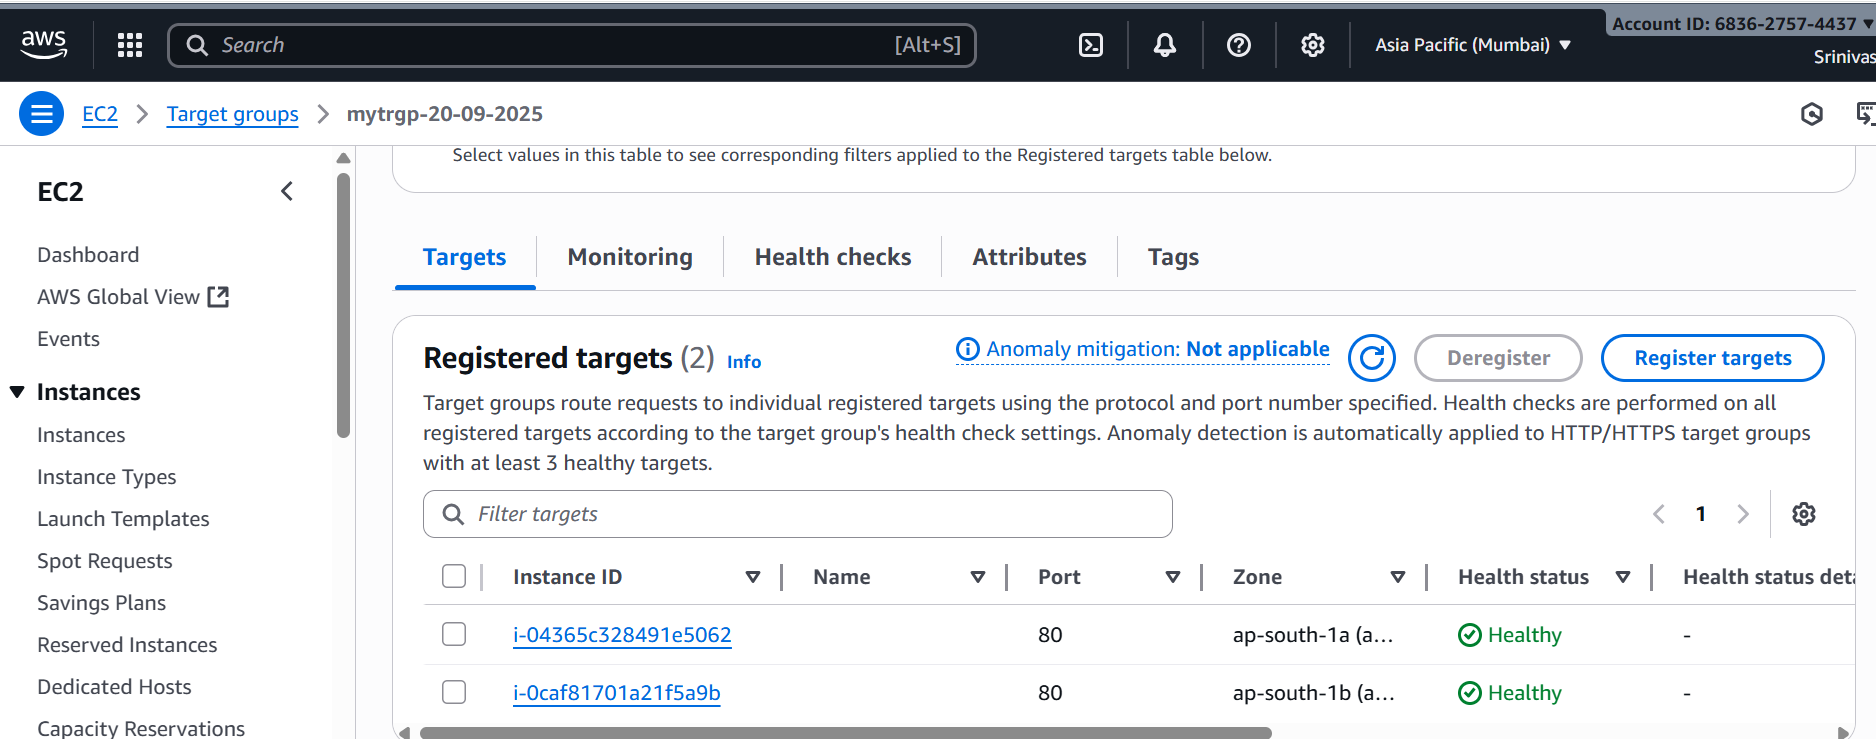 aws
Search [Alt+S]
Asia Pacific (Mumbai)
Account ID: 6836-2757-4437
Srinivas
EC2 > Target groups > mytrgp-20-09-2025
Select values in this table to see corresponding filters applied to the Registered targets table below.
EC2
Dashboard
AWS Global View
Events
Instances
Instances
Instance Types
Launch Templates
Spot Requests
Savings Plans
Reserved Instances
Dedicated Hosts
Capacity Reservations
Targets Monitoring Health checks Attributes Tags
Registered targets (2) Info
Anomaly mitigation: Not applicable
Deregister
Register targets
Target groups route requests to individual registered targets using the protocol and port number specified. Health checks are performed on all
registered targets according to the target group's health check settings. Anomaly detection is automatically applied to HTTP/HTTPS target groups
with at least 3 healthy targets.
Filter targets
1
Instance ID Name Port Zone Health status Health status deta
i-04365c328491e5062 80 ap-south-1a (a… Healthy -
i-0caf81701a21f5a9b 80 ap-south-1b (a… Healthy -